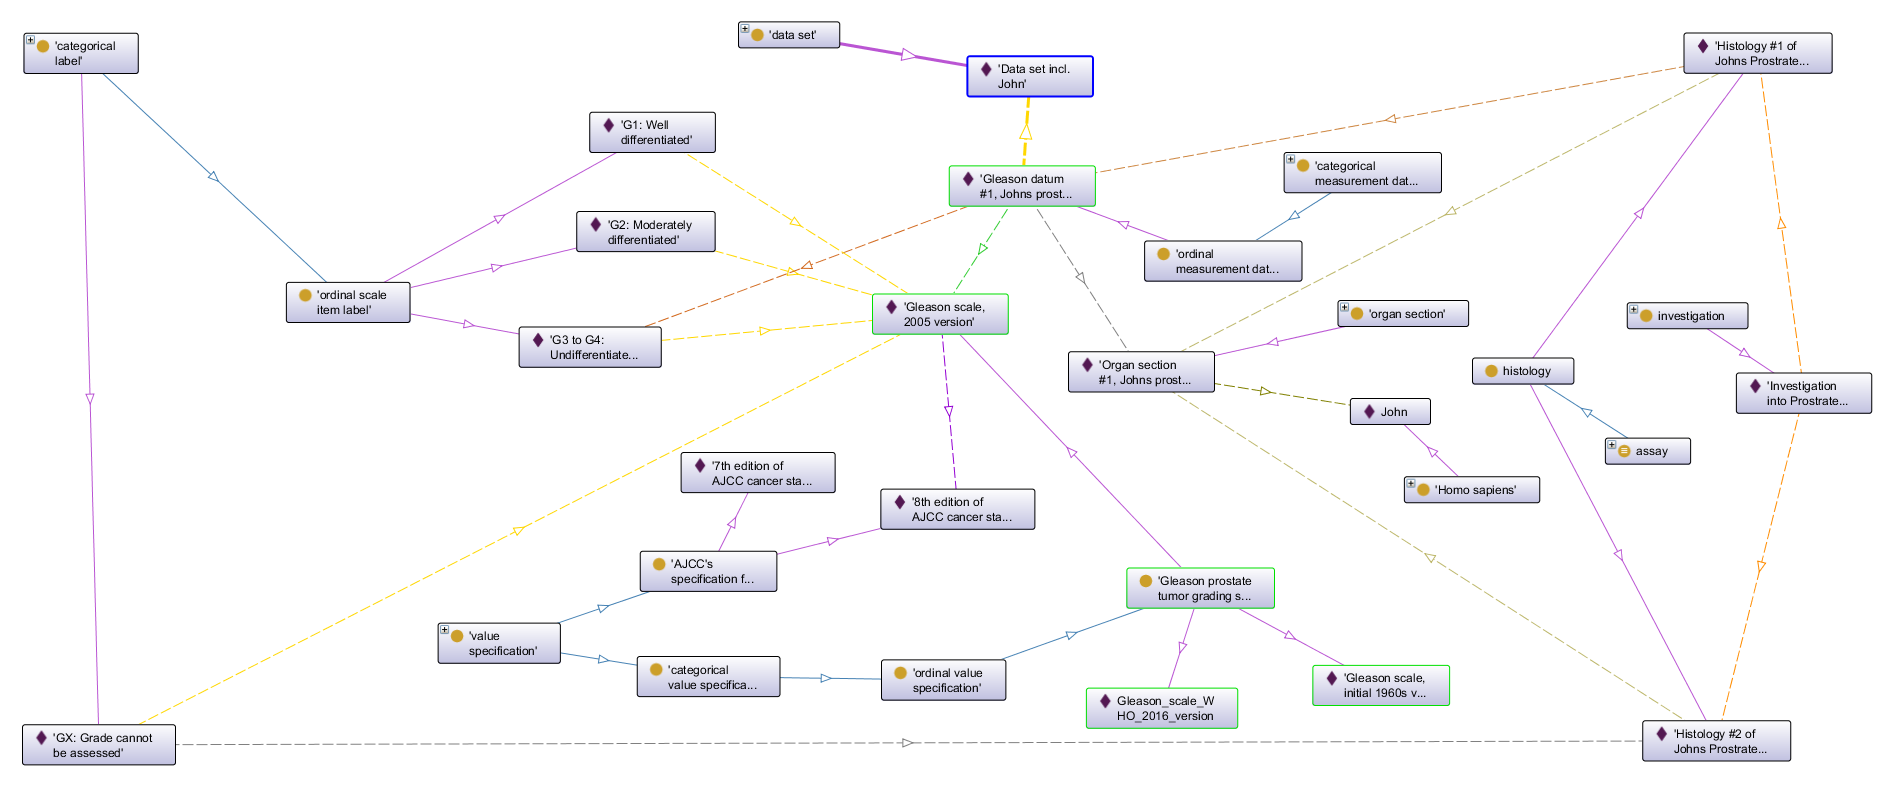 'categorical
label'
'data set'
'Data set incl.
John'
'Histology #1 of
Johns Prostrate...
'G1: Well
differentiated'
'Gleason datum
#1, Johns prost...
'categorical
measurement dat...
'G2: Moderately
differentiated'
'ordinal
measurement dat...
'ordinal scale
item label'
'Gleason scale,
2005 version'
'organ section'
investigation
'G3 to G4:
Undifferentiate...
'Organ section
#1, Johns prost...
histology
'Investigation
into Prostrate...
John
assay
'7th edition of
AJCC cancer sta...
'Homo sapiens'
'8th edition of
AJCC cancer sta...
'AJCC's
specification f...
'Gleason prostate
tumor grading s...
'value
specification'
'categorical
value specifica...
'ordinal value
specification'
Gleason_scale_W
HO_2016_version
'Gleason scale,
initial 1960s v...
'GX: Grade cannot
be assessed'
'Histology #2 of
Johns Prostrate...